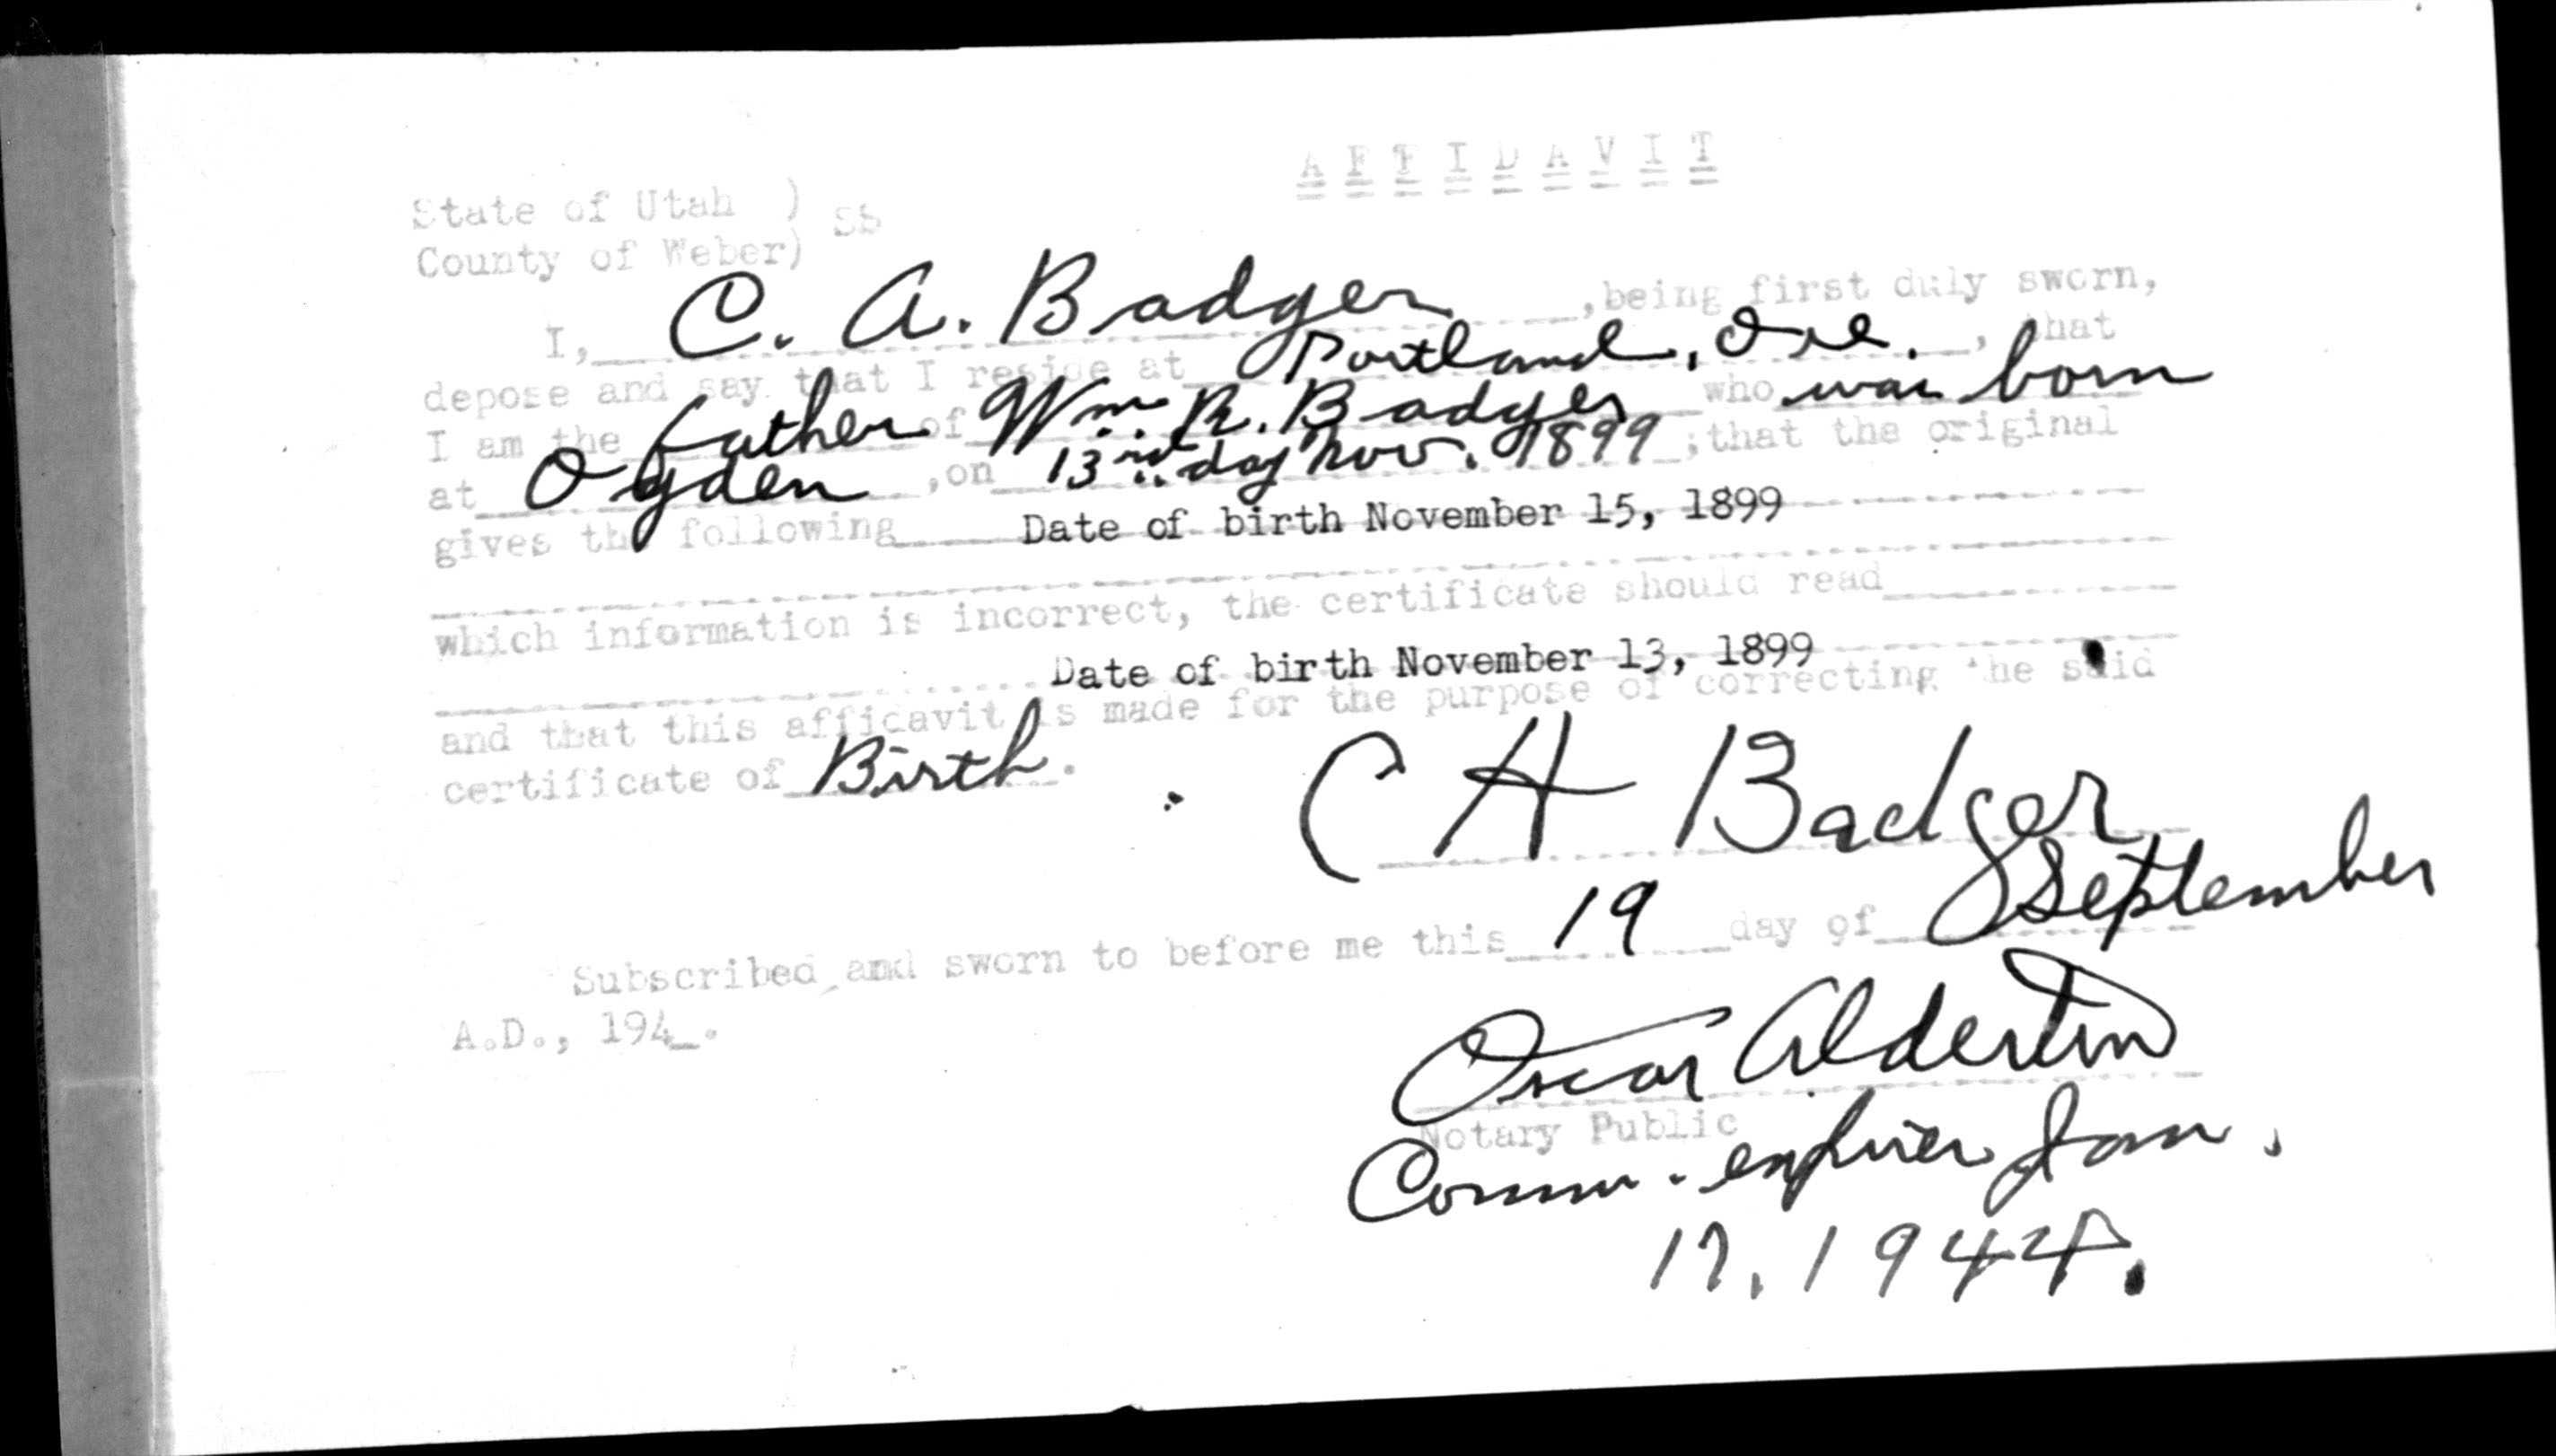 AFFIDAVIT
State of Utah )
County of Weber) SS
I, C. A. Badger ,being first duly sworn,
depose and say that I reside at Portland, Ore. , that
I am the father of Wm. R. Badger who was born
at Ogden ,on 13rd day Nov. 1899 ;that the original
gives the following Date of birth November 15, 1899
which information is incorrect, the certificate should read
Date of birth November 13, 1899
and that this afficavit is made for the purpose of correcting the said
certificate of Birth.
C A Badger
Subscribed and sworn to before me this 19 day of September
A.D., 194_.
Oscar Aldertin
Notary Public
Comm. expires Jan.
17, 1944.